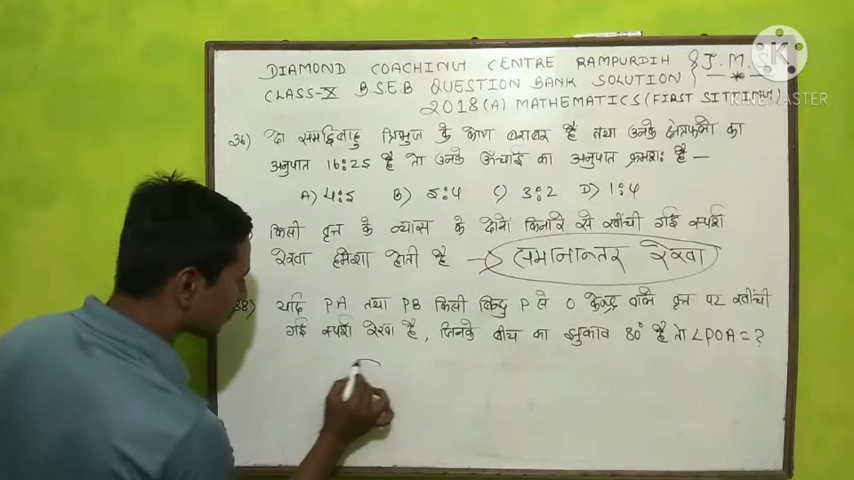 DIAMOND COACHING CENTRE RAMPURDIH & J.M.S
CLASS-X B.S.E.B QUESTION BANK SOLUTION
2018(A) MATHEMATICS (FIRST SITTING)
KINEMASTER
36) दो समद्विबाहु त्रिभुज के कोण बराबर है तथा उनके क्षेत्रफलों का
अनुपात 16:25 है तो उनके ऊँचाई का अनुपात क्रमशः है —
A) 4:5 B) 5:4 C) 3:2 D) 1:4
किसी वृत्त के व्यास के दोनों किनारे से खींची गई स्पर्श
रेखा हमेशा होती है → समानान्तर रेखा
38) यदि PA तथा PB किसी बिन्दु P से O केन्द्र वाले वृत्त पर खींची
गई स्पर्श रेखा है, जिनके बीच का झुकाव 80° है तो ∠POA = ?